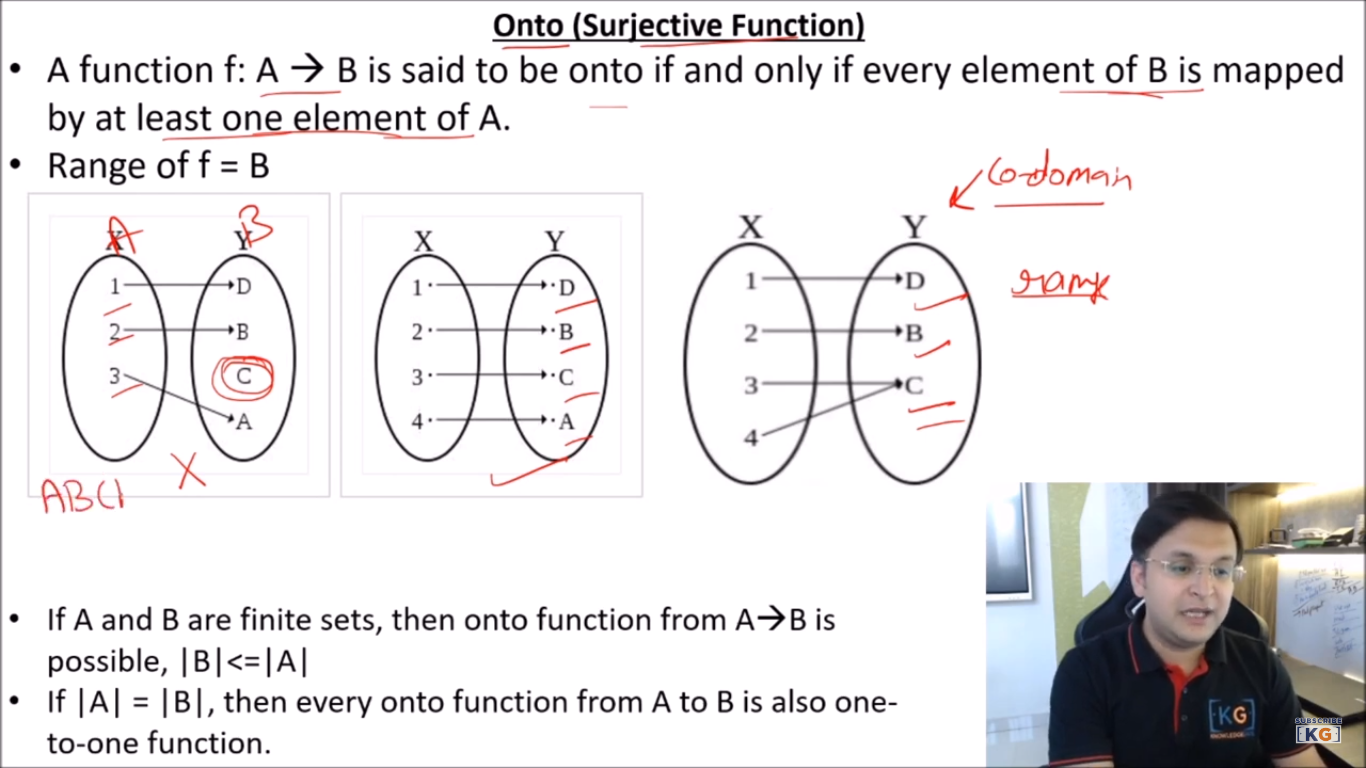 Onto (Surjective Function)
• A function f: A → B is said to be onto if and only if every element of B is mapped
by at least one element of A.
• Range of f = B
Co-domain
range
A B
X Y
1 D
2 B
3 C
A
X
ABC
X Y
1 D
2 B
3 C
4 A
X Y
1 D
2 B
3 C
4
• If A and B are finite sets, then onto function from A→B is
possible, |B|<=|A|
• If |A| = |B|, then every onto function from A to B is also one-
to-one function.
KG
SUBSCRIBE
KG